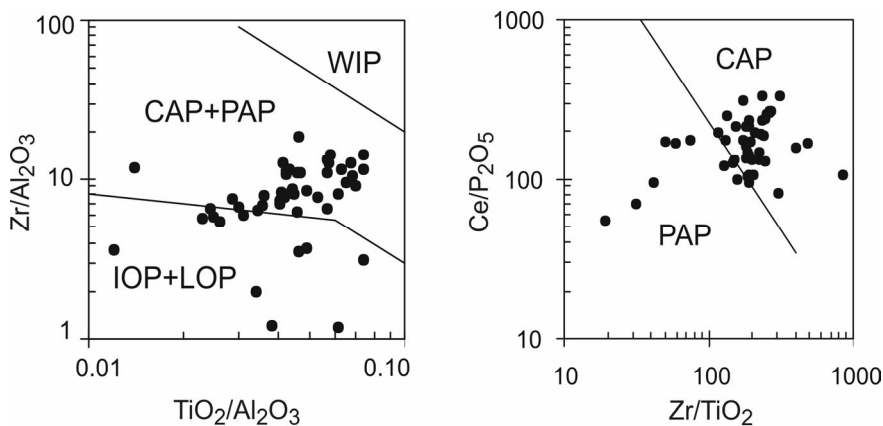 100
10
1
Zr/Al₂O₃
WIP
CAP+PAP
IOP+LOP
0.01
0.10
TiO₂/Al₂O₃
1000
100
10
Ce/P₂O₅
CAP
PAP
10
100
1000
Zr/TiO₂